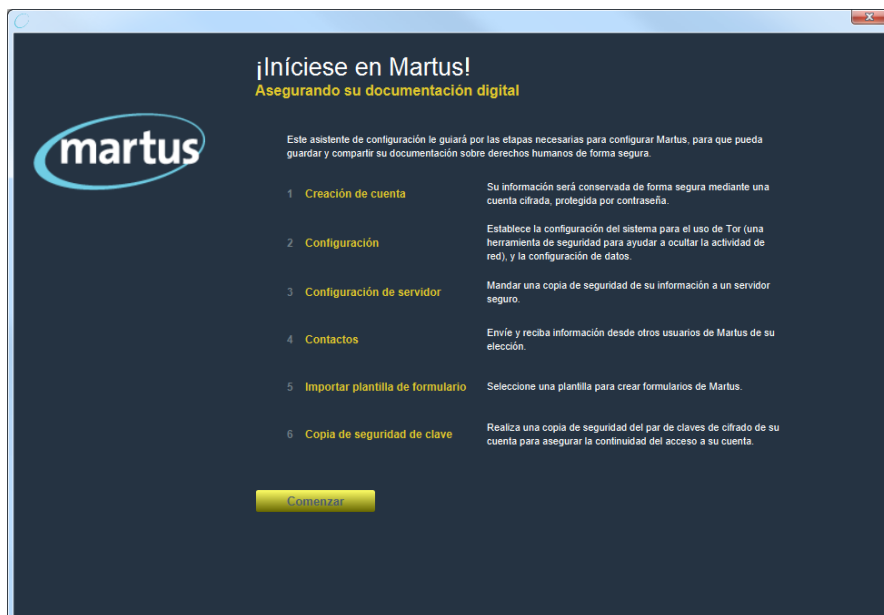 ¡Iníciese en Martus!
Asegurando su documentación digital
martus
Este asistente de configuración le guiará por las etapas necesarias para configurar Martus, para que pueda
guardar y compartir su documentación sobre derechos humanos de forma segura.
1 Creación de cuenta
Su información será conservada de forma segura mediante una
cuenta cifrada, protegida por contraseña.
2 Configuración
Establece la configuración del sistema para el uso de Tor (una
herramienta de seguridad para ayudar a ocultar la actividad de
red), y la configuración de datos.
3 Configuración de servidor
Mandar una copia de seguridad de su información a un servidor
seguro.
4 Contactos
Envíe y reciba información desde otros usuarios de Martus de su
elección.
5 Importar plantilla de formulario
Seleccione una plantilla para crear formularios de Martus.
6 Copia de seguridad de clave
Realiza una copia de seguridad del par de claves de cifrado de su
cuenta para asegurar la continuidad del acceso a su cuenta.
Comenzar